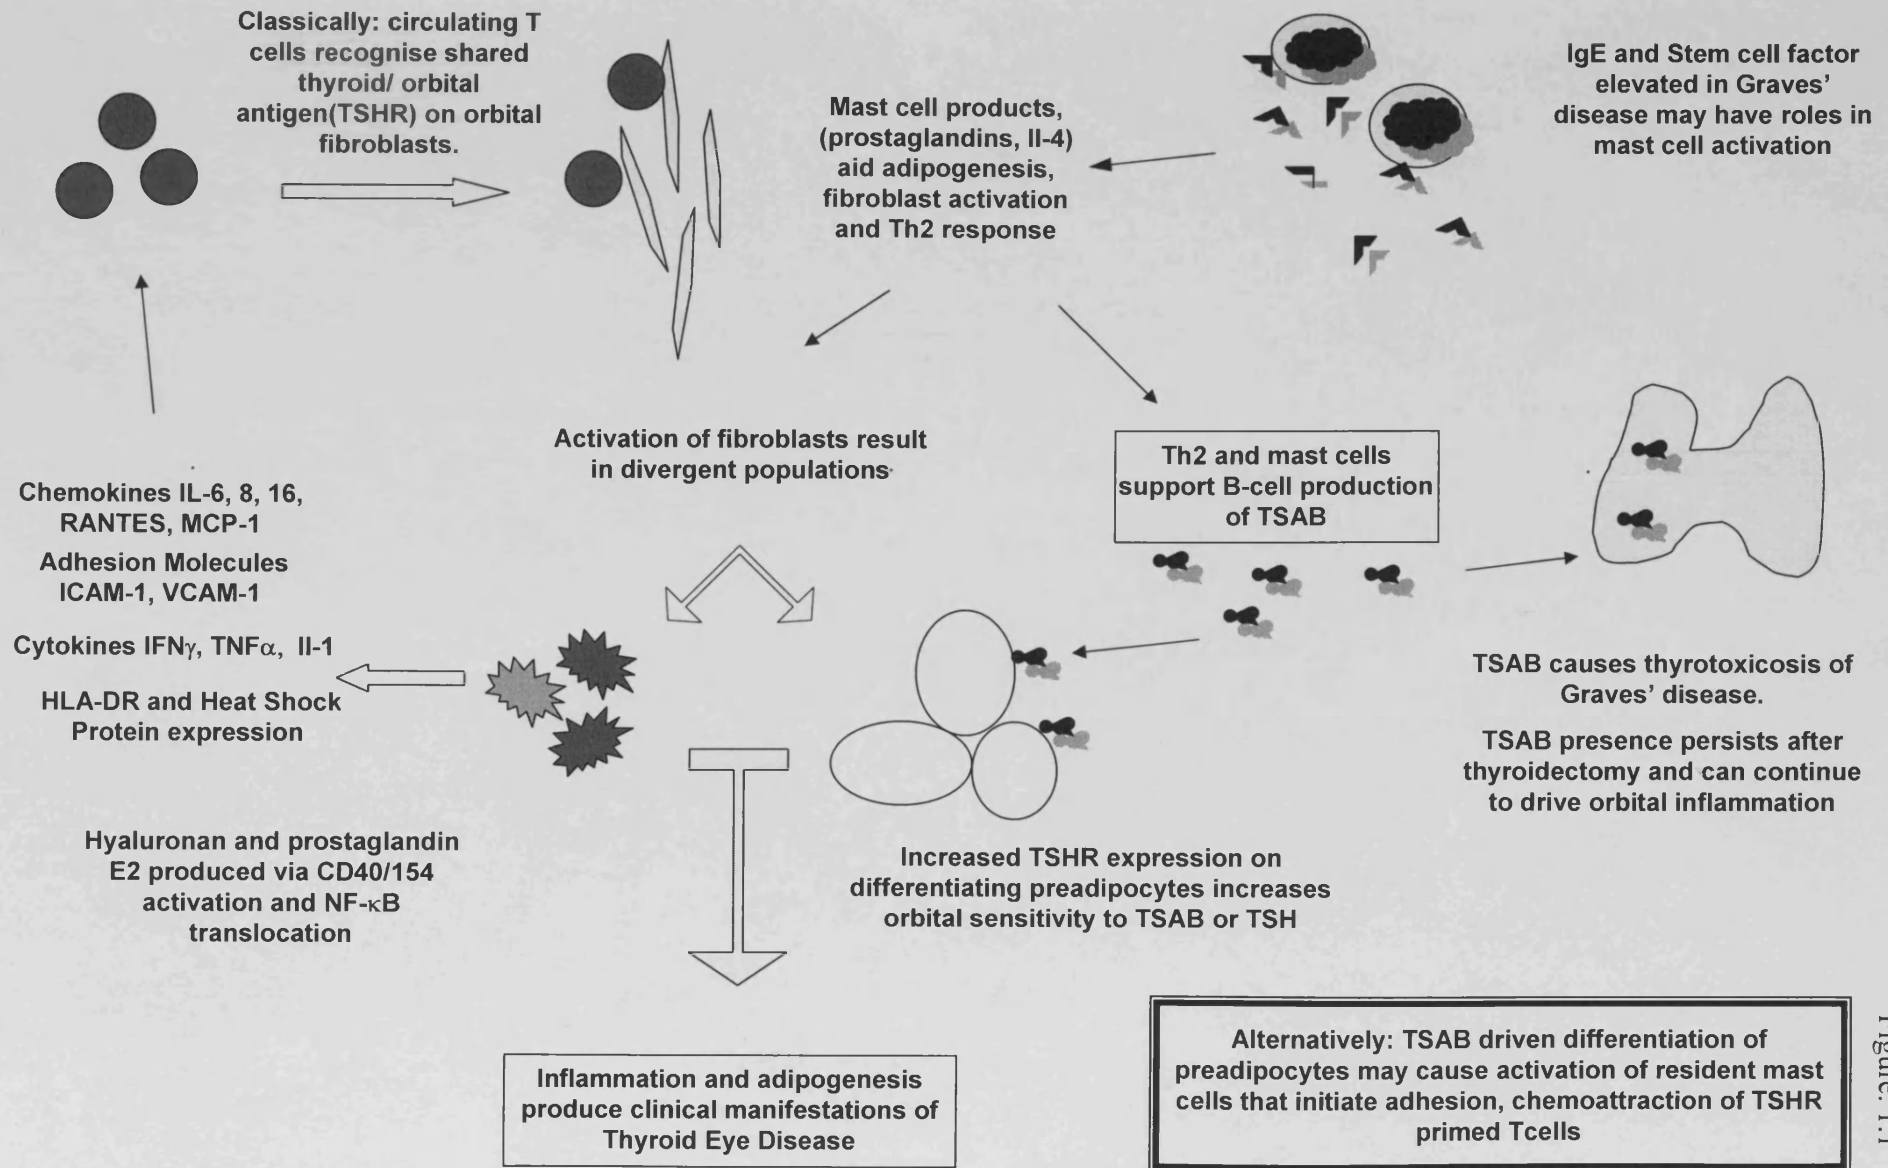 Classically: circulating T
cells recognise shared
thyroid/ orbital
antigen(TSHR) on orbital
fibroblasts.
Mast cell products,
(prostaglandins, Il-4)
aid adipogenesis,
fibroblast activation
and Th2 response
IgE and Stem cell factor
elevated in Graves'
disease may have roles in
mast cell activation
Activation of fibroblasts result
in divergent populations
Th2 and mast cells
support B-cell production
of TSAB
Chemokines IL-6, 8, 16,
RANTES, MCP-1
Adhesion Molecules
ICAM-1, VCAM-1
Cytokines IFNγ, TNFα, Il-1
HLA-DR and Heat Shock
Protein expression
TSAB causes thyrotoxicosis of
Graves' disease.
TSAB presence persists after
thyroidectomy and can continue
to drive orbital inflammation
Hyaluronan and prostaglandin
E2 produced via CD40/154
activation and NF-κB
translocation
Increased TSHR expression on
differentiating preadipocytes increases
orbital sensitivity to TSAB or TSH
Inflammation and adipogenesis
produce clinical manifestations of
Thyroid Eye Disease
Alternatively: TSAB driven differentiation of
preadipocytes may cause activation of resident mast
cells that initiate adhesion, chemoattraction of TSHR
primed Tcells
Figure. 1.1